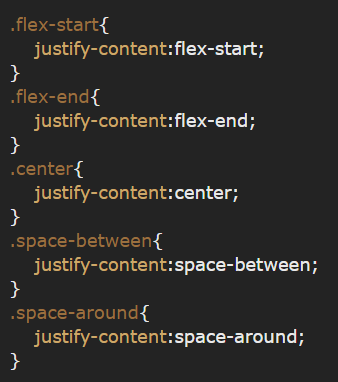 .flex-start{
    justify-content:flex-start;
}
.flex-end{
    justify-content:flex-end;
}
.center{
    justify-content:center;
}
.space-between{
    justify-content:space-between;
}
.space-around{
    justify-content:space-around;
}